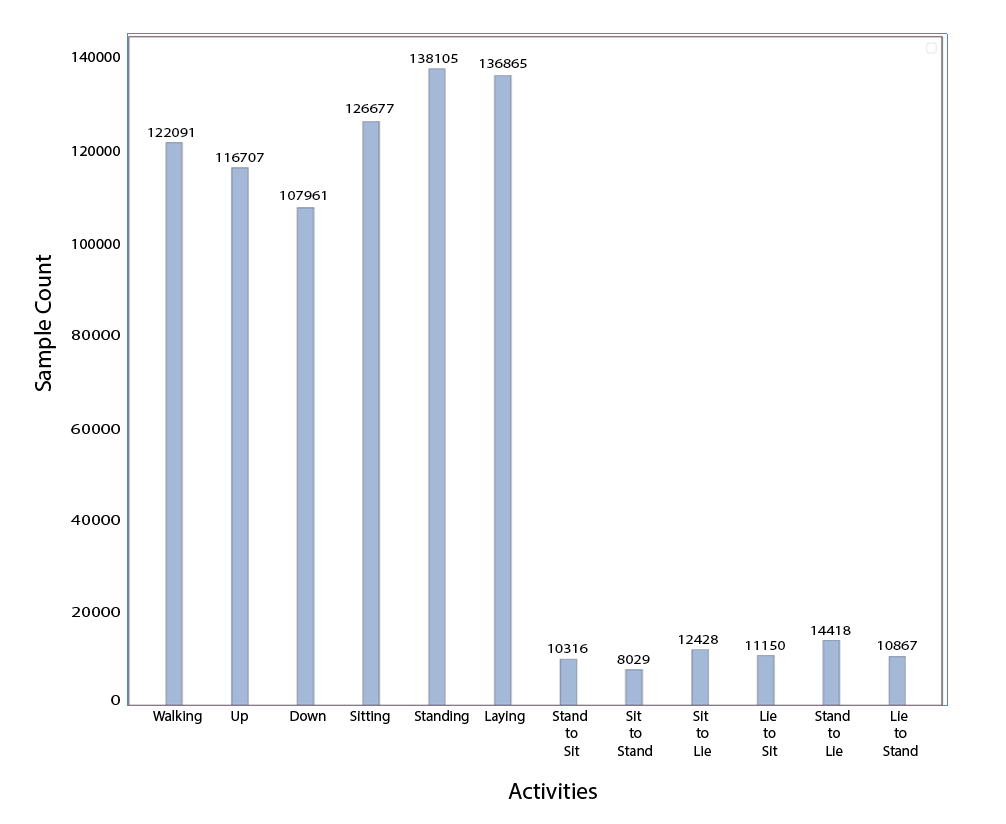 140000
120000
100000
80000
60000
40000
20000
0
Sample Count
122091
116707
107961
126677
138105
136865
10316
8029
12428
11150
14418
10867
Walking
Up
Down
Sitting
Standing
Laying
Stand
to
Sit
Sit
to
Stand
Sit
to
Lie
Lie
to
Sit
Stand
to
Lie
Lie
to
Stand
Activities